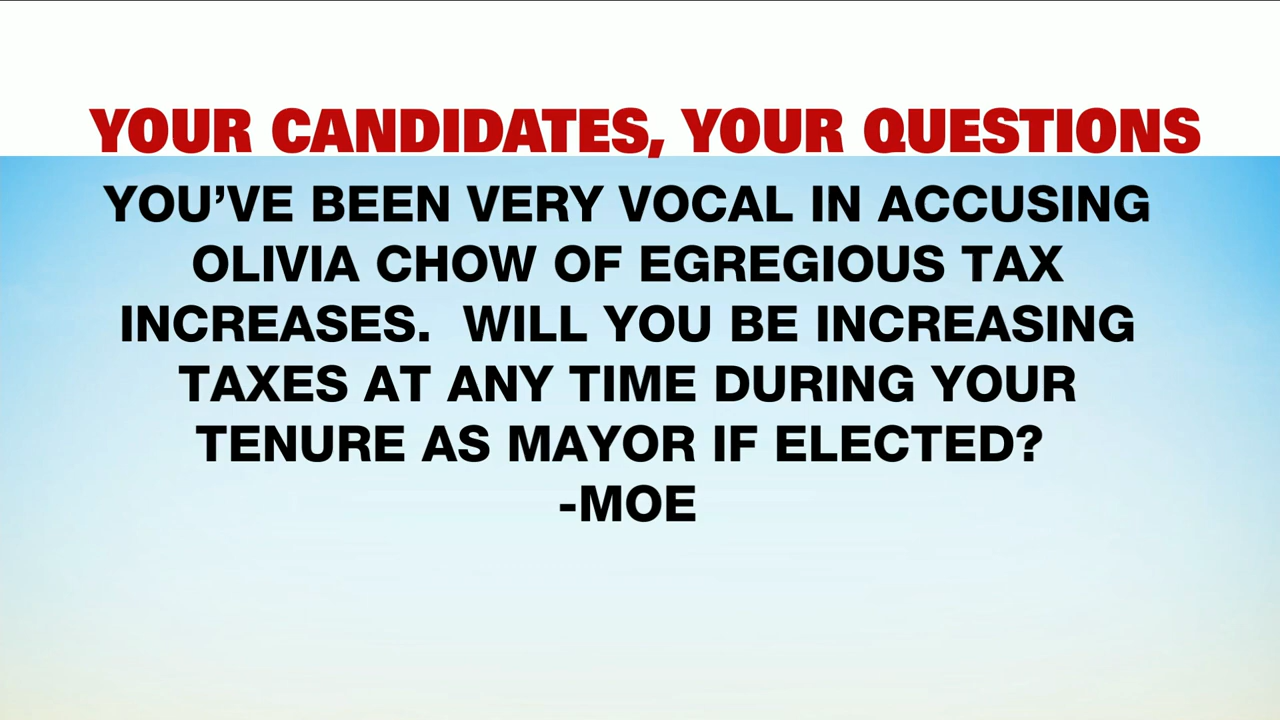 YOUR CANDIDATES, YOUR QUESTIONS
YOU’VE BEEN VERY VOCAL IN ACCUSING
OLIVIA CHOW OF EGREGIOUS TAX
INCREASES.  WILL YOU BE INCREASING
TAXES AT ANY TIME DURING YOUR
TENURE AS MAYOR IF ELECTED?
-MOE